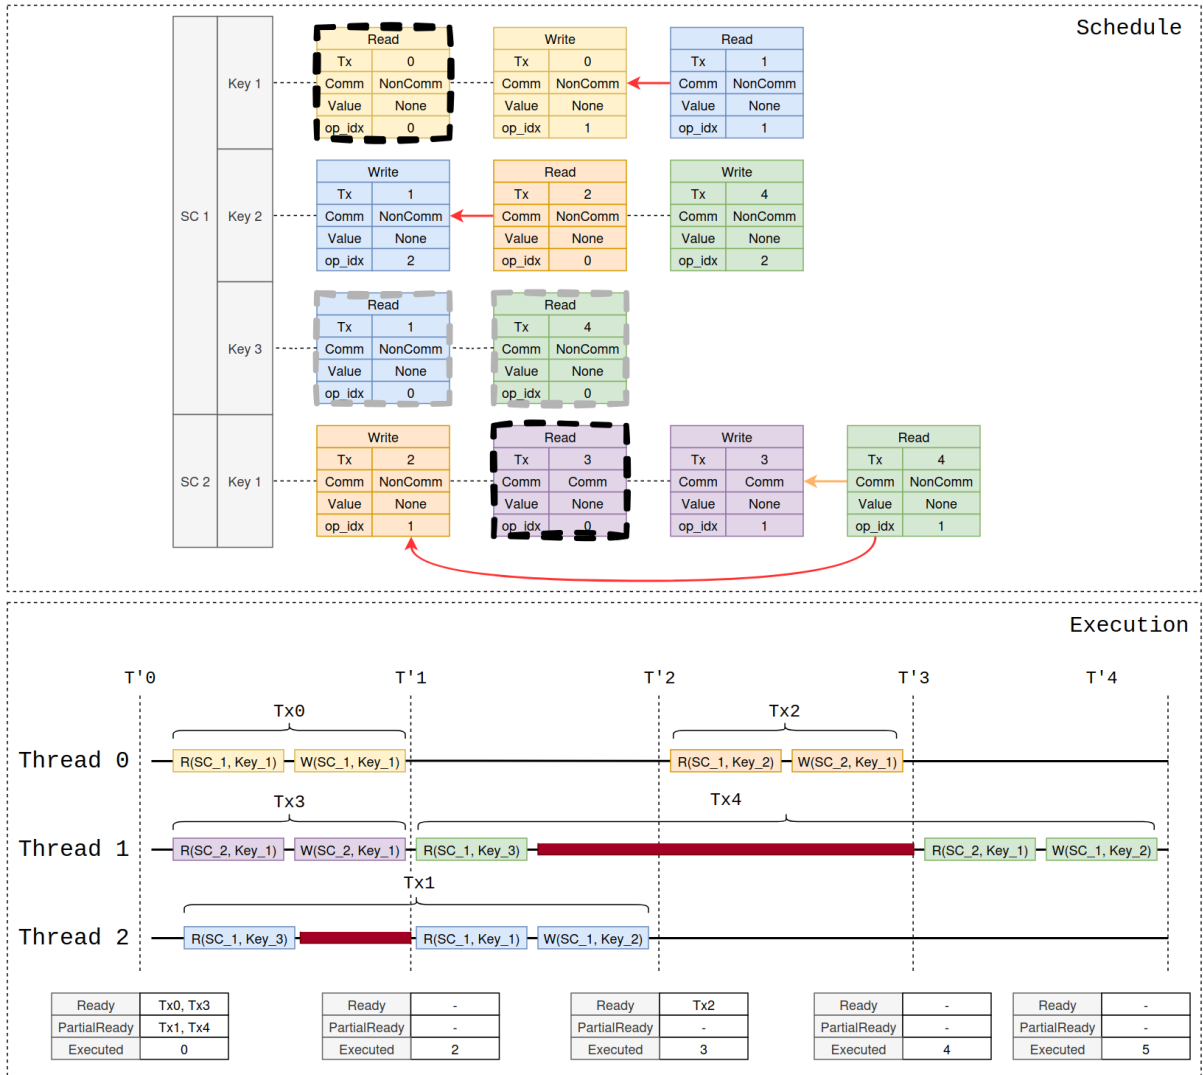 Schedule
SC 1
Key 1
Read
Tx 0
Comm NonComm
Value None
op_idx 0
Write
Tx 0
Comm NonComm
Value None
op_idx 1
Read
Tx 1
Comm NonComm
Value None
op_idx 1
Key 2
Write
Tx 1
Comm NonComm
Value None
op_idx 2
Read
Tx 2
Comm NonComm
Value None
op_idx 0
Write
Tx 4
Comm NonComm
Value None
op_idx 2
Key 3
Read
Tx 1
Comm NonComm
Value None
op_idx 0
Read
Tx 4
Comm NonComm
Value None
op_idx 0
SC 2
Key 1
Write
Tx 2
Comm NonComm
Value None
op_idx 1
Read
Tx 3
Comm Comm
Value None
op_idx 0
Write
Tx 3
Comm Comm
Value None
op_idx 1
Read
Tx 4
Comm NonComm
Value None
op_idx 1
Execution
T'0 T'1 T'2 T'3 T'4
Tx0 Tx2
Thread 0 R(SC_1, Key_1) W(SC_1, Key_1) R(SC_1, Key_2) W(SC_2, Key_1)
Tx3 Tx4
Thread 1 R(SC_2, Key_1) W(SC_2, Key_1) R(SC_1, Key_3) R(SC_2, Key_1) W(SC_1, Key_2)
Tx1
Thread 2 R(SC_1, Key_3) R(SC_1, Key_1) W(SC_1, Key_2)
Ready Tx0, Tx3
PartialReady Tx1, Tx4
Executed 0
Ready -
PartialReady -
Executed 2
Ready Tx2
PartialReady -
Executed 3
Ready -
PartialReady -
Executed 4
Ready -
PartialReady -
Executed 5